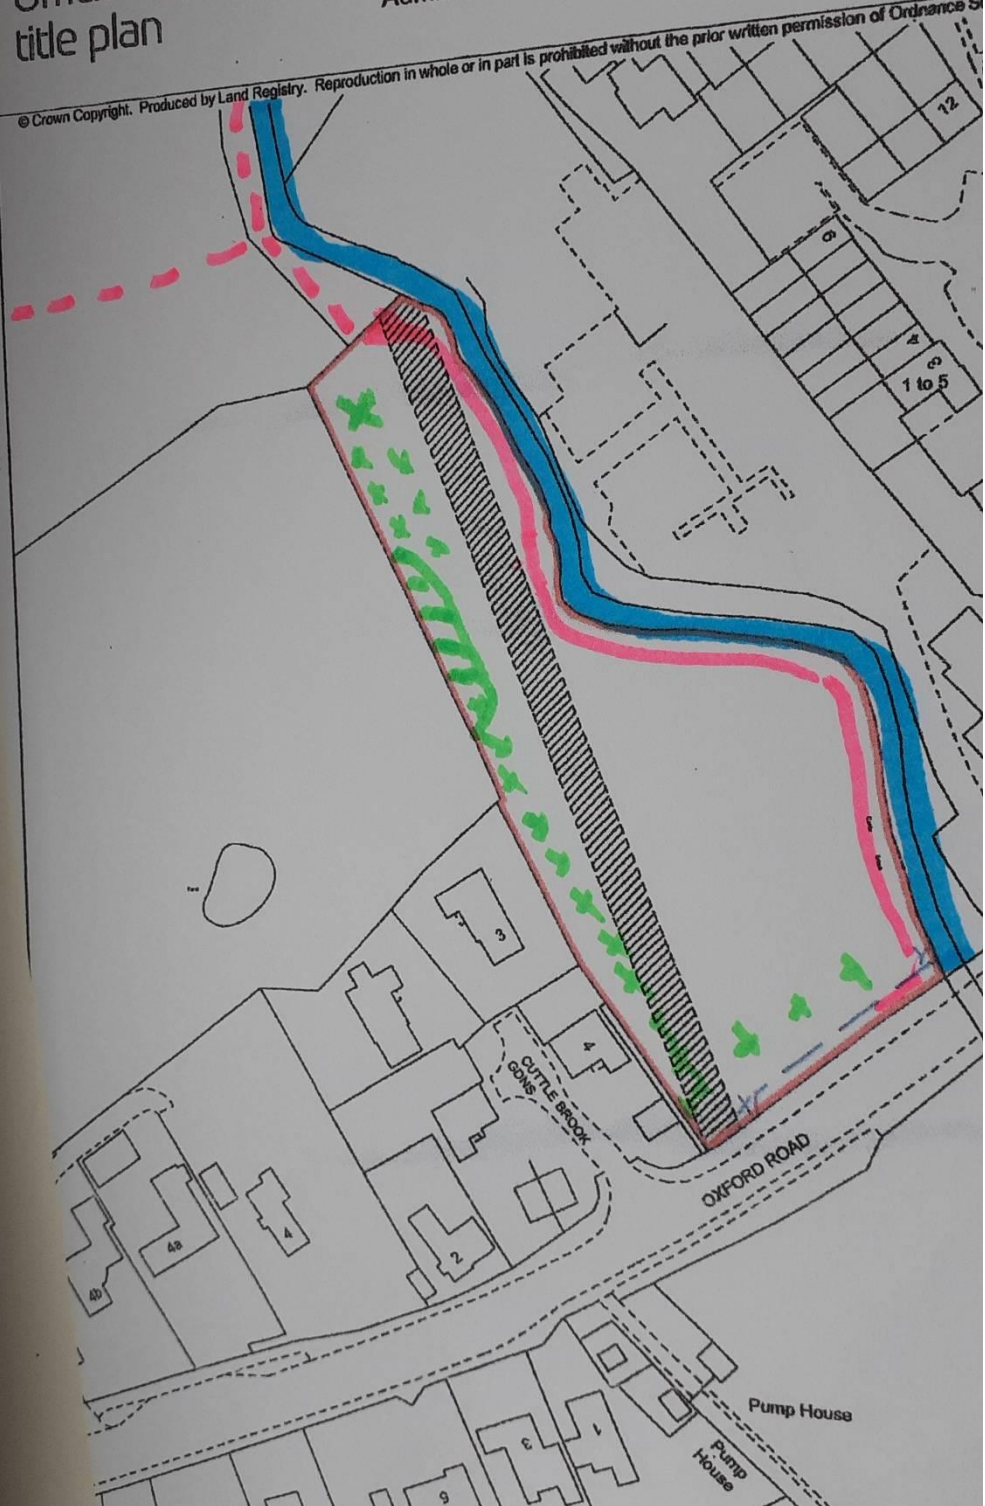 title plan
© Crown Copyright. Produced by Land Registry. Reproduction in whole or in part is prohibited without the prior written permission of Ordnance
12
6
4
1 to 5
3
4
CUTTLE BROOK
GDNS
OXFORD ROAD
4a
4
2
4b
Pump House
Pump
House
3
1